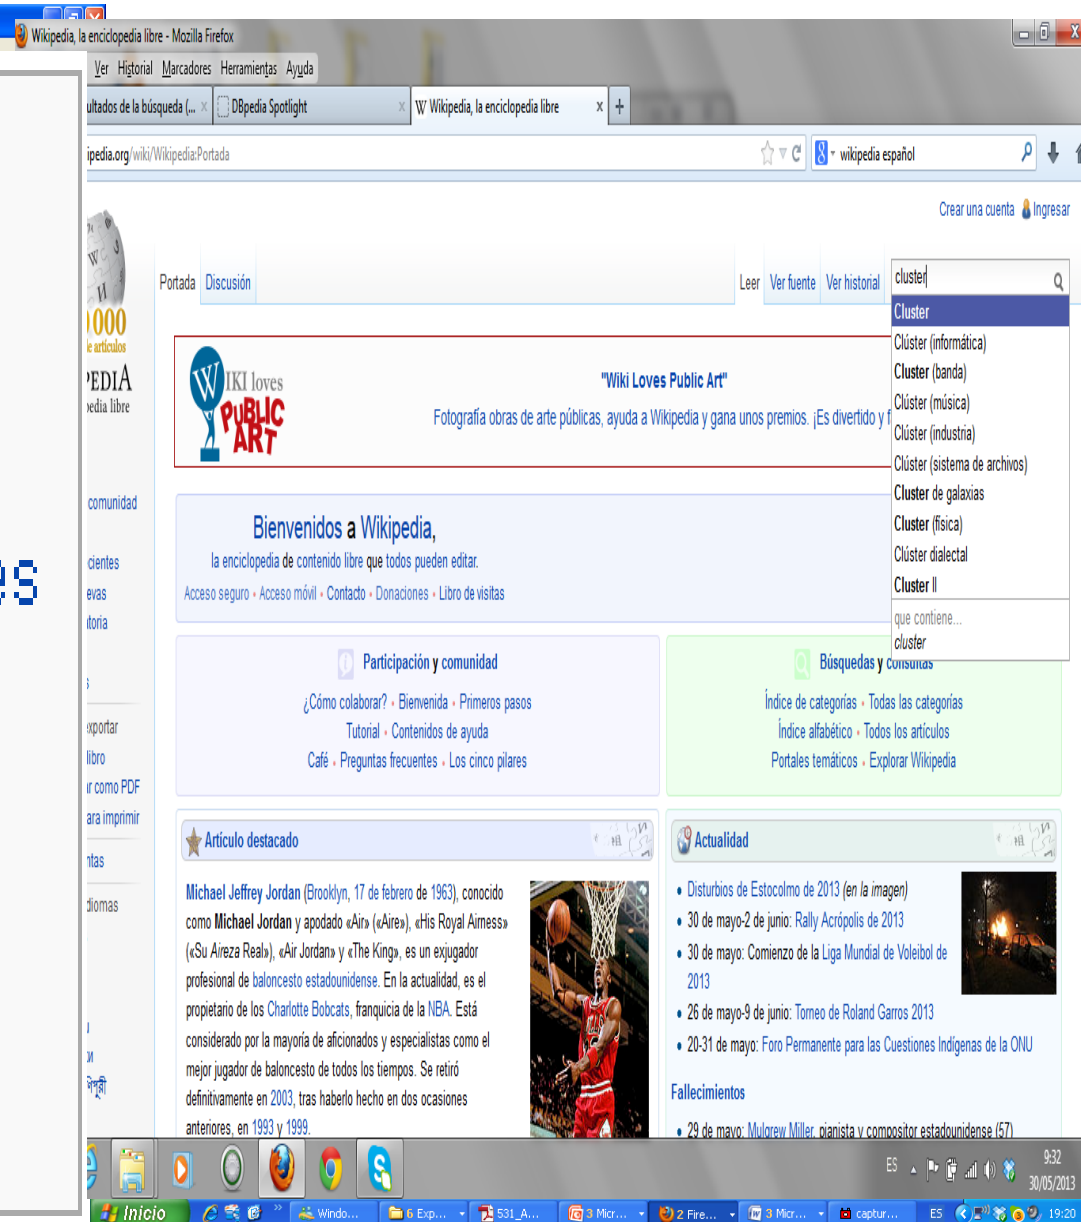 Wikipedia, la enciclopedia libre - Mozilla Firefox
Ver Historial Marcadores Herramientas Ayuda
ultados de la búsqueda (... × DBpedia Spotlight × W Wikipedia, la enciclopedia libre × +
ipedia.org/wiki/Wikipedia:Portada
wikipedia español
Crear una cuenta Ingresar
Portada Discusión Leer Ver fuente Ver historial
cluster
Cluster
Clúster (informática)
Cluster (banda)
Clúster (música)
Clúster (industria)
Clúster (sistema de archivos)
Cluster de galaxias
Cluster (física)
Clúster dialectal
Cluster II
que contiene...
cluster
000
de artículos
PEDIA
pedia libre
comunidad
cientes
evas
atoria
s
exportar
libro
ar como PDF
ara imprimir
ntas
diomas
es
WIKI loves
PUBLIC
ART
"Wiki Loves Public Art"
Fotografía obras de arte públicas, ayuda a Wikipedia y gana unos premios. ¡Es divertido y f
Bienvenidos a Wikipedia,
la enciclopedia de contenido libre que todos pueden editar.
Acceso seguro • Acceso móvil • Contacto • Donaciones • Libro de visitas
Participación y comunidad
¿Cómo colaborar? • Bienvenida • Primeros pasos
Tutorial • Contenidos de ayuda
Café • Preguntas frecuentes • Los cinco pilares
Búsquedas y consultas
Índice de categorías • Todas las categorías
Índice alfabético • Todos los artículos
Portales temáticos • Explorar Wikipedia
Artículo destacado
Michael Jeffrey Jordan (Brooklyn, 17 de febrero de 1963), conocido
como Michael Jordan y apodado «Air» («Aire»), «His Royal Airness»
(«Su Aireza Real»), «Air Jordan» y «The King», es un exjugador
profesional de baloncesto estadounidense. En la actualidad, es el
propietario de los Charlotte Bobcats, franquicia de la NBA. Está
considerado por la mayoría de aficionados y especialistas como el
mejor jugador de baloncesto de todos los tiempos. Se retiró
definitivamente en 2003, tras haberlo hecho en dos ocasiones
anteriores, en 1993 y 1999.
Actualidad
• Disturbios de Estocolmo de 2013 (en la imagen)
• 30 de mayo-2 de junio: Rally Acrópolis de 2013
• 30 de mayo: Comienzo de la Liga Mundial de Voleibol de
2013
• 26 de mayo-9 de junio: Torneo de Roland Garros 2013
• 20-31 de mayo: Foro Permanente para las Cuestiones Indígenas de la ONU
Fallecimientos
• 29 de mayo: Mulgrew Miller, pianista y compositor estadounidense (57)
ES 9:32
30/05/2013
Inicio Windo... 6 Exp... 531_A... 3 Micr... 2 Fire... 3 Micr... captur... ES 19:20